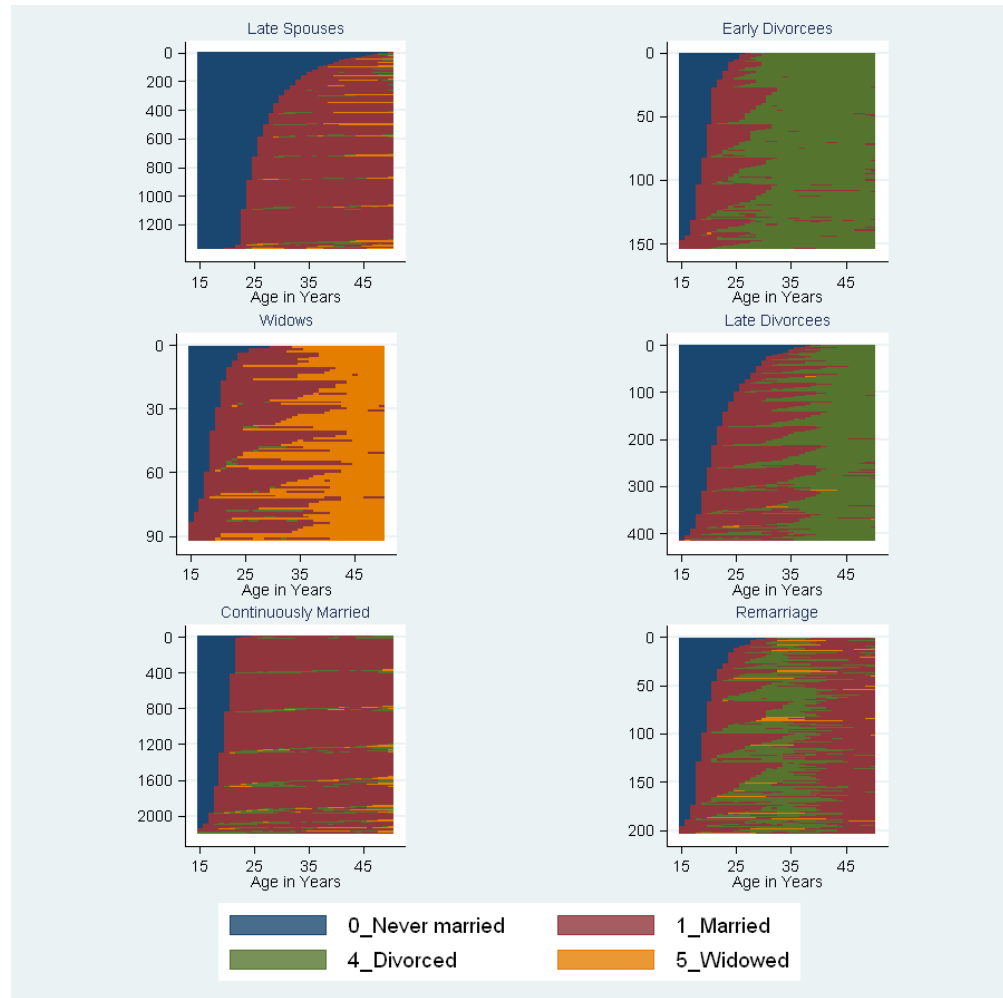 Late Spouses
0
200
400
600
800
1000
1200
15 25 35 45
Age in Years
Early Divorcees
0
50
100
150
15 25 35 45
Age in Years
Widows
0
30
60
90
15 25 35 45
Age in Years
Late Divorcees
0
100
200
300
400
15 25 35 45
Age in Years
Continuously Married
0
400
800
1200
1600
2000
15 25 35 45
Age in Years
Remarriage
0
50
100
150
200
15 25 35 45
Age in Years
0_Never married 1_Married
4_Divorced 5_Widowed